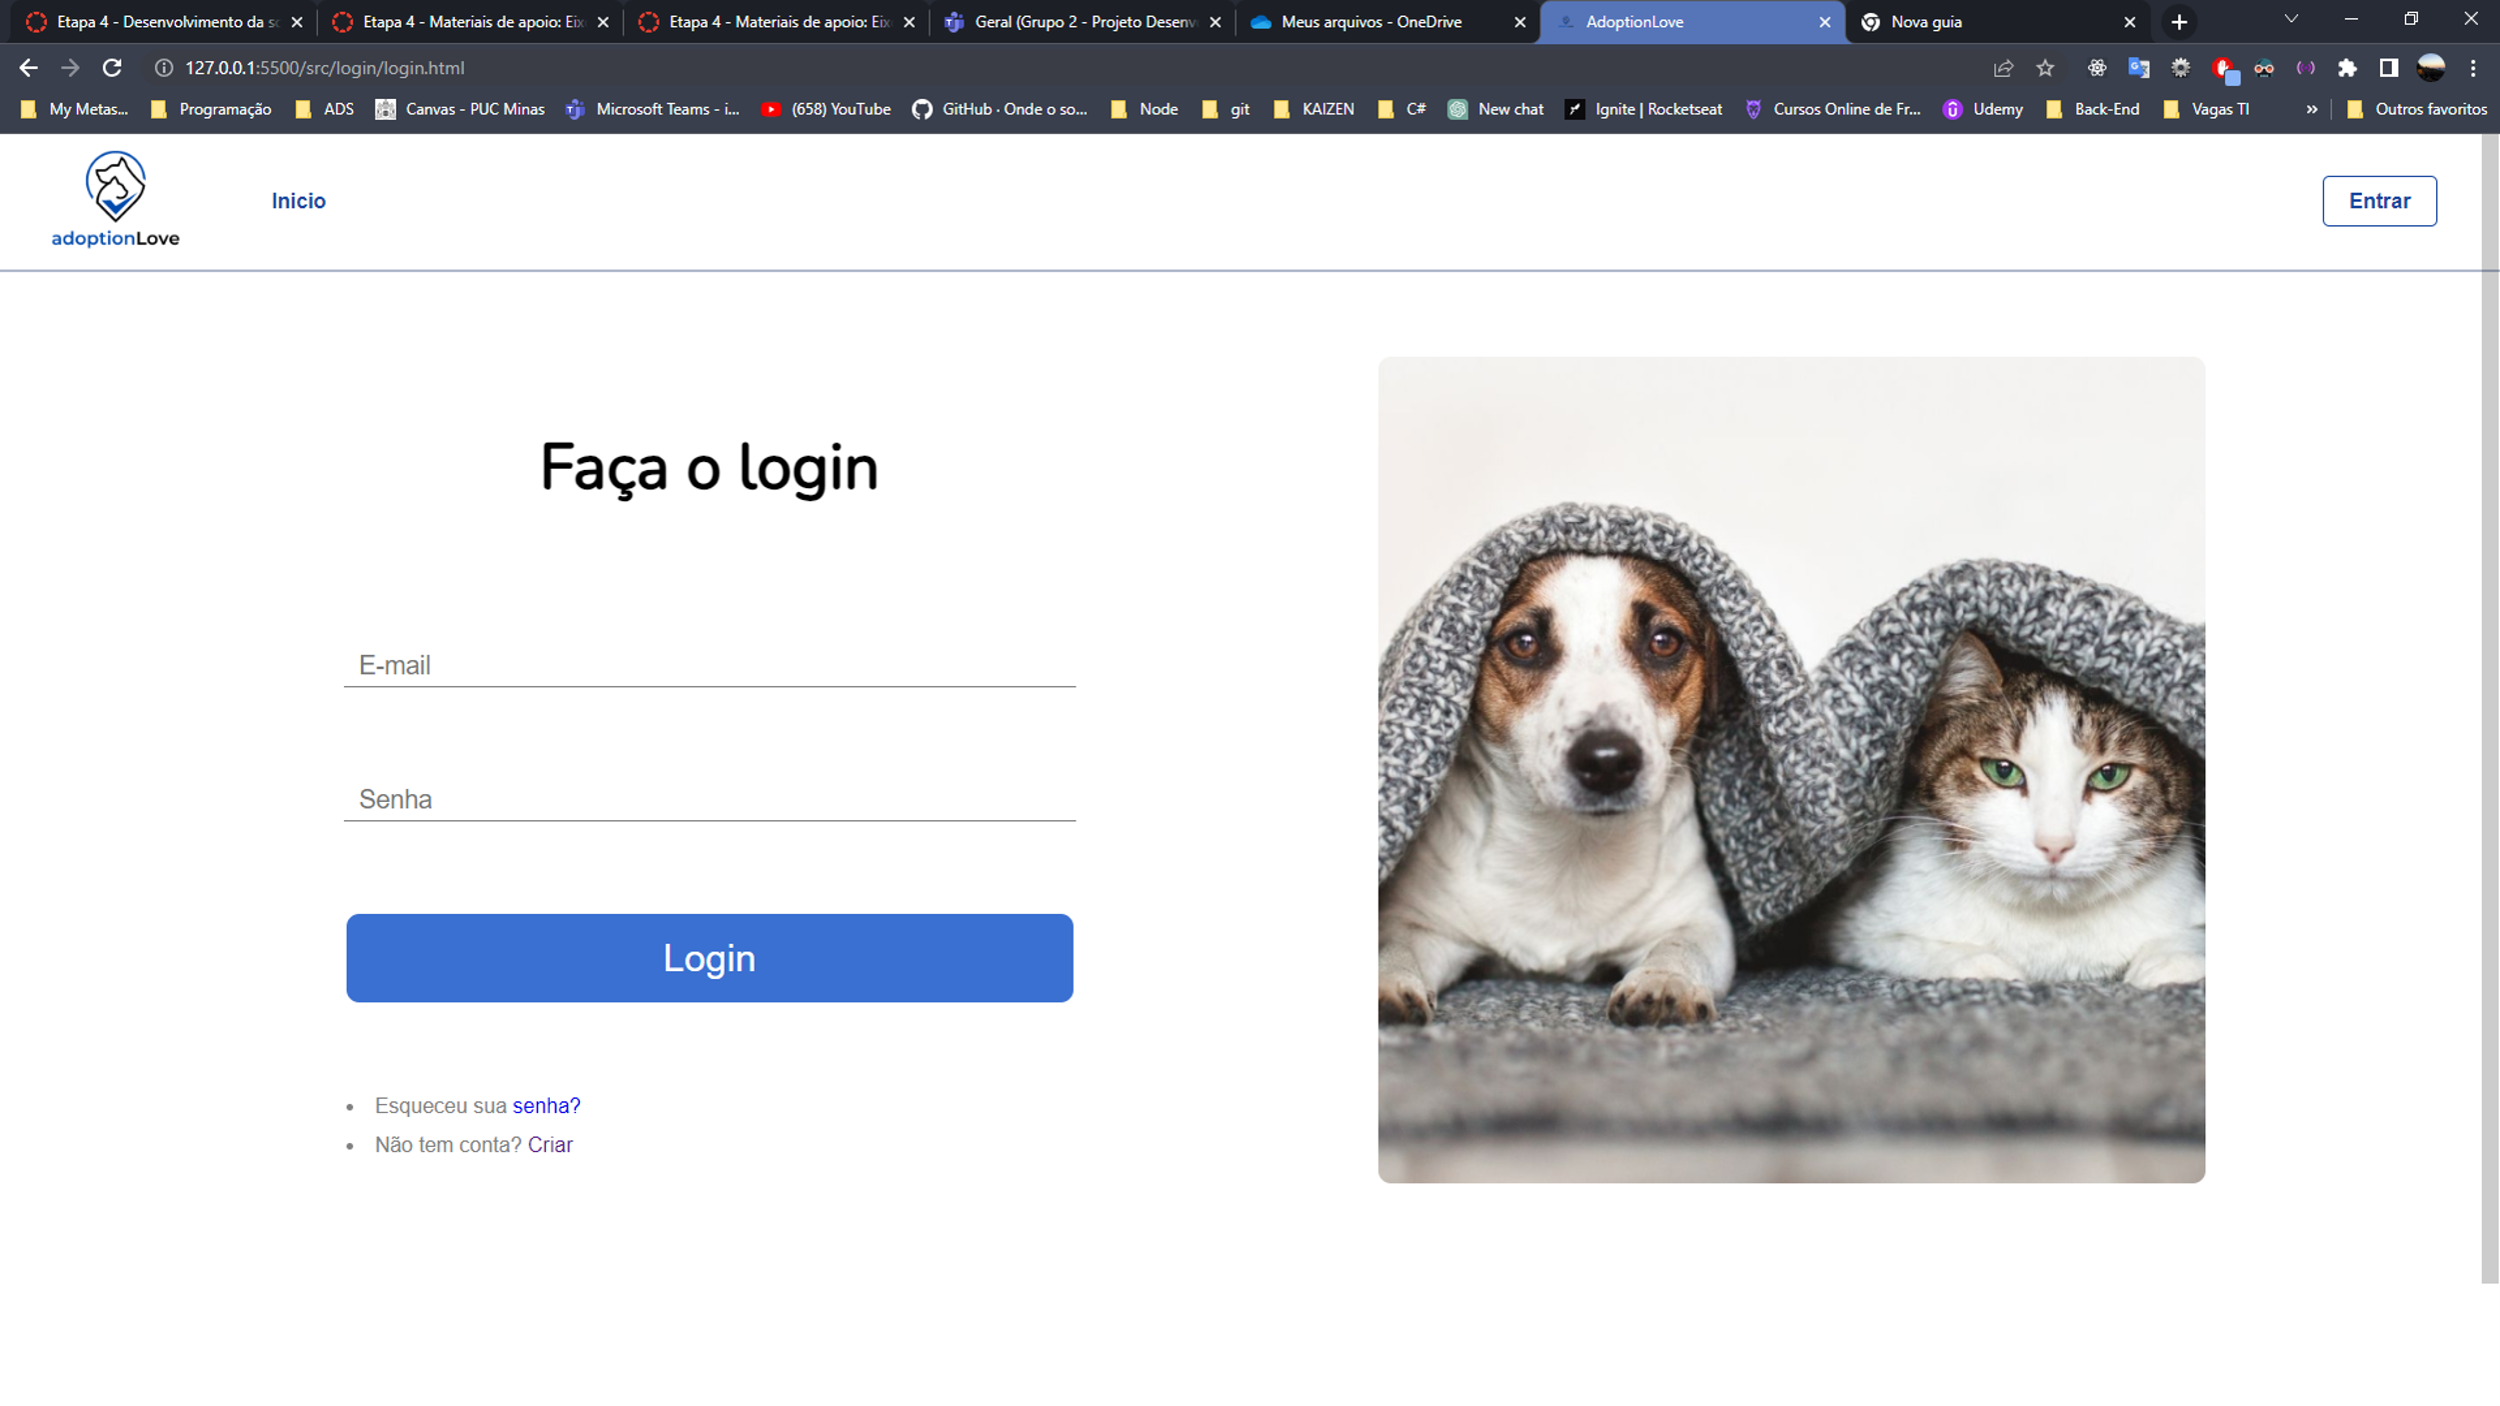 Etapa 4 - Desenvolvimento da s
Etapa 4 - Materiais de apoio: Eix
Etapa 4 - Materiais de apoio: Eix
Geral (Grupo 2 - Projeto Desenv
Meus arquivos - OneDrive
AdoptionLove
Nova guia
127.0.0.1:5500/src/login/login.html
My Metas...
Programação
ADS
Canvas - PUC Minas
Microsoft Teams - i...
(658) YouTube
GitHub · Onde o so...
Node
git
KAIZEN
C#
New chat
Ignite | Rocketseat
Cursos Online de Fr...
Udemy
Back-End
Vagas TI
»
Outros favoritos
adoptionLove
Inicio
Entrar
Faça o login
E-mail
Senha
Login
• Esqueceu sua senha?
• Não tem conta? Criar